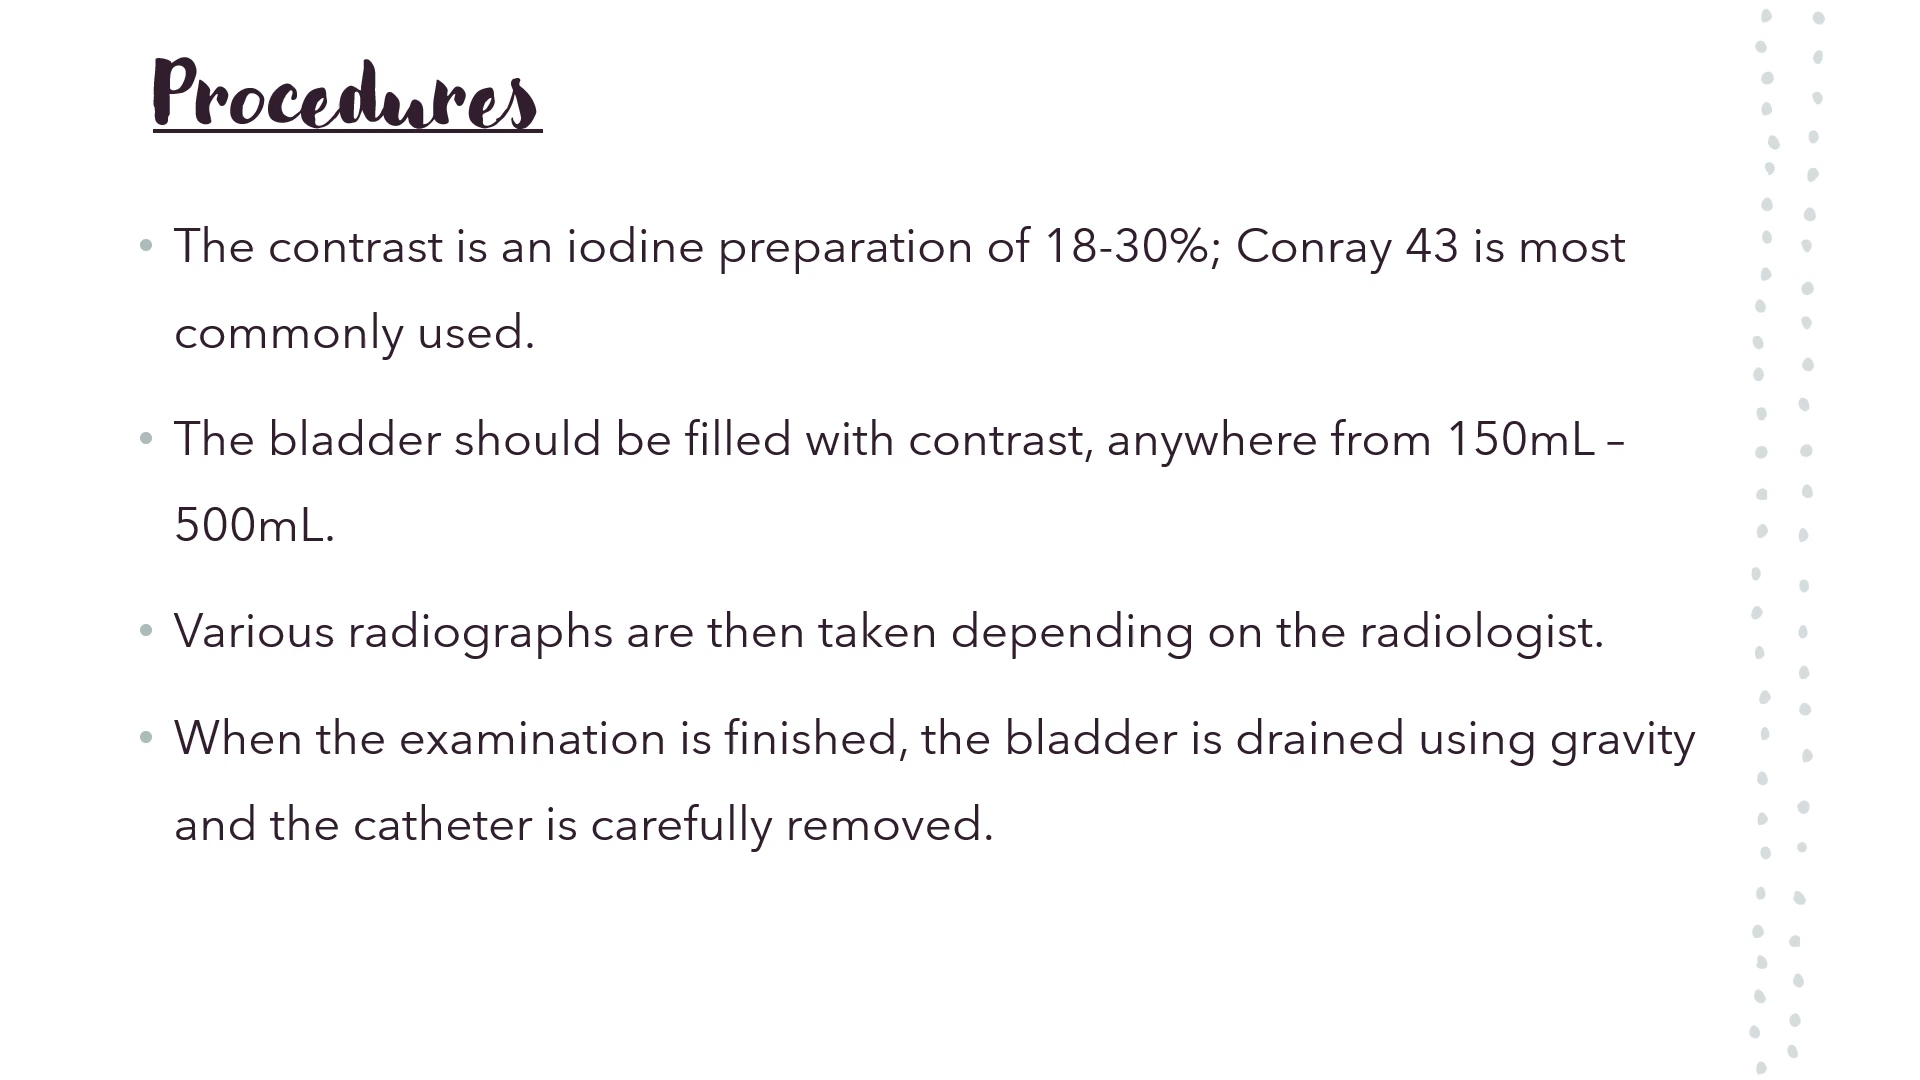 Procedures
• The contrast is an iodine preparation of 18-30%; Conray 43 is most
commonly used.
• The bladder should be filled with contrast, anywhere from 150mL –
500mL.
• Various radiographs are then taken depending on the radiologist.
• When the examination is finished, the bladder is drained using gravity
and the catheter is carefully removed.